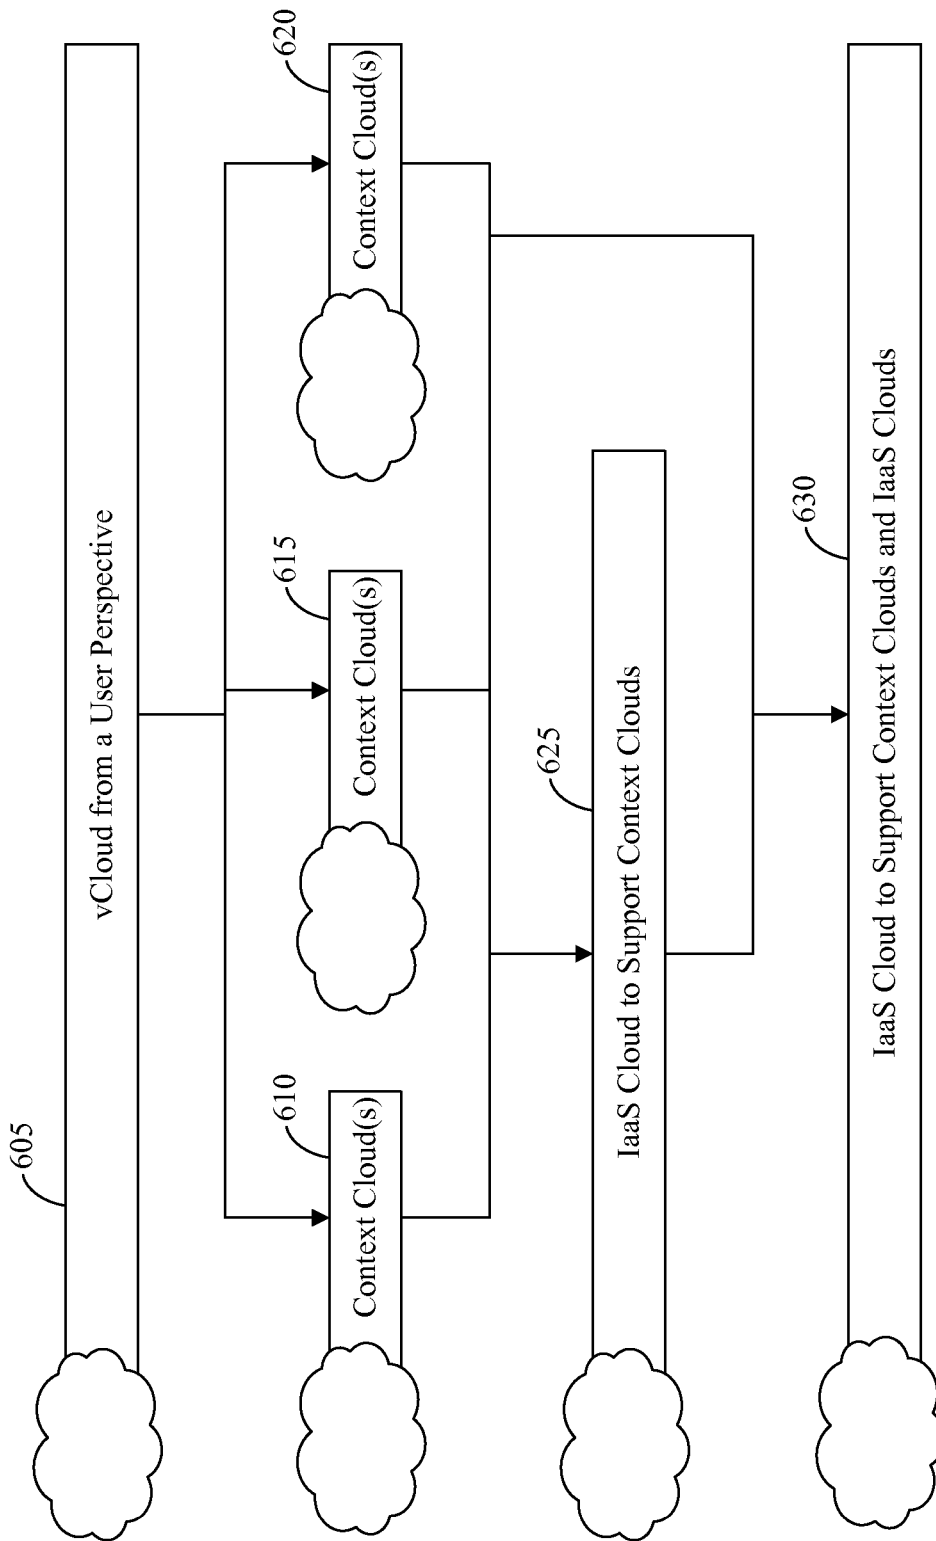 605
vCloud from a User Perspective
610
Context Cloud(s)
615
Context Cloud(s)
620
Context Cloud(s)
625
IaaS Cloud to Support Context Clouds
630
IaaS Cloud to Support Context Clouds and IaaS Clouds